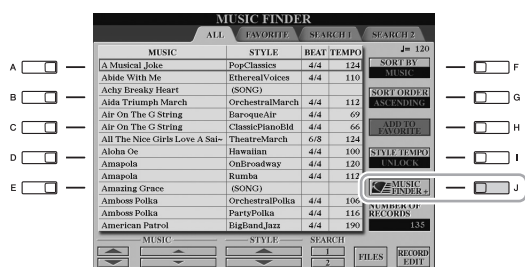 MUSIC FINDER
ALL FAVORITE SEARCH 1 SEARCH 2
MUSIC STYLE BEAT TEMPO
♩= 120
A Musical Joke PopClassics 4/4 124
Abide With Me EtherealVoices 4/4 110
Achy Breaky Heart (SONG)
Aida Triumph March OrchestralMarch 4/4 112
Air On The G String BaroqueAir 4/4 69
Air On The G String ClassicPianoBld 4/4 66
All The Nice Girls Love A Sai~ TheatreMarch 6/8 124
Aloha Oe Hawaiian 4/4 100
Amapola OnBroadway 4/4 120
Amapola Rumba 4/4 112
Amazing Grace (SONG)
Amboss Polka OrchestralPolka 4/4 106
Amboss Polka PartyPolka 4/4 116
American Patrol BigBandJazz 4/4 190
SORT BY
MUSIC
SORT ORDER
ASCENDING
ADD TO
FAVORITE
STYLE TEMPO
UNLOCK
MUSIC
FINDER +
NUMBER OF
RECORDS
135
MUSIC STYLE SEARCH
1
2
FILES
RECORD
EDIT
A
B
C
D
E
F
G
H
I
J